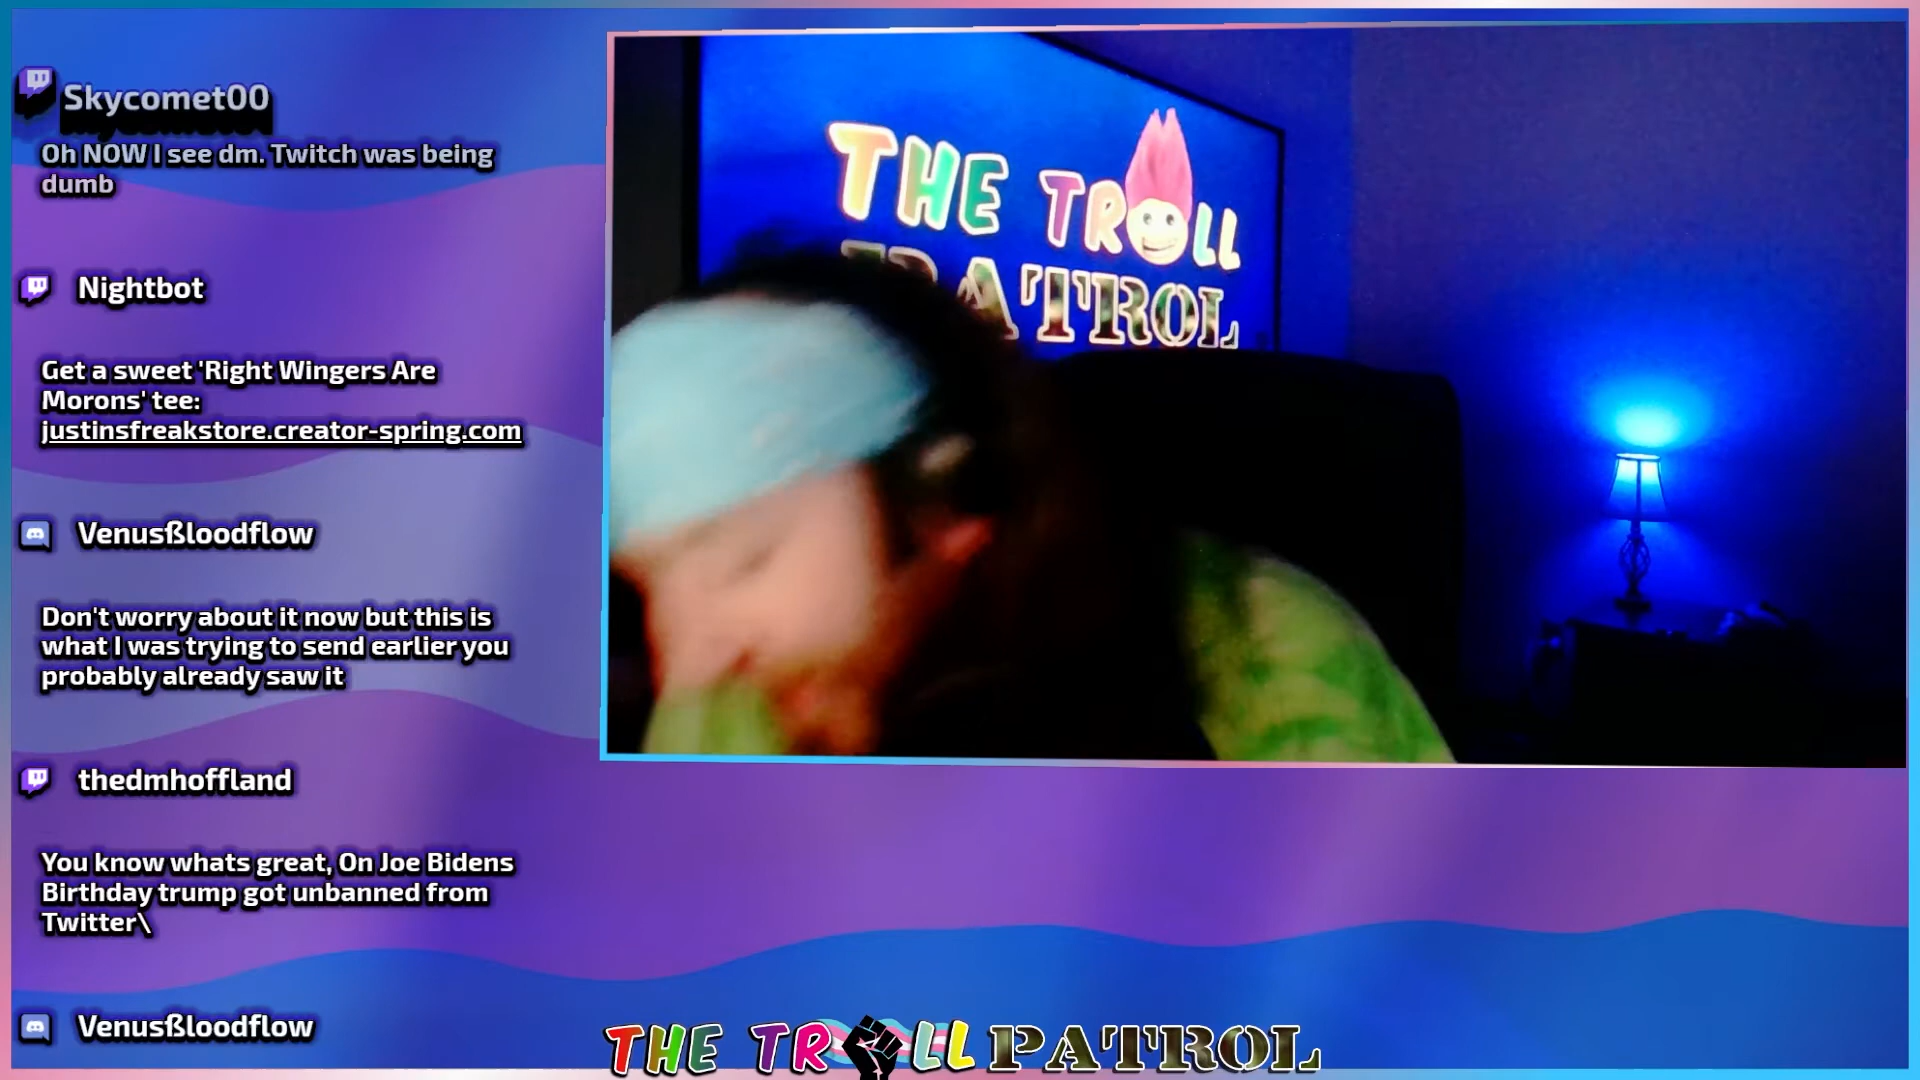 Skycomet00
Oh NOW I see dm. Twitch was being
dumb
Nightbot
Get a sweet 'Right Wingers Are
Morons' tee:
justinsfreakstore.creator-spring.com
Venusßloodflow
Don't worry about it now but this is
what I was trying to send earlier you
probably already saw it
thedmhoffland
You know whats great, On Joe Bidens
Birthday trump got unbanned from
Twitter\
Venusßloodflow
THE TROLL
PATROL
THE TROLL PATROL